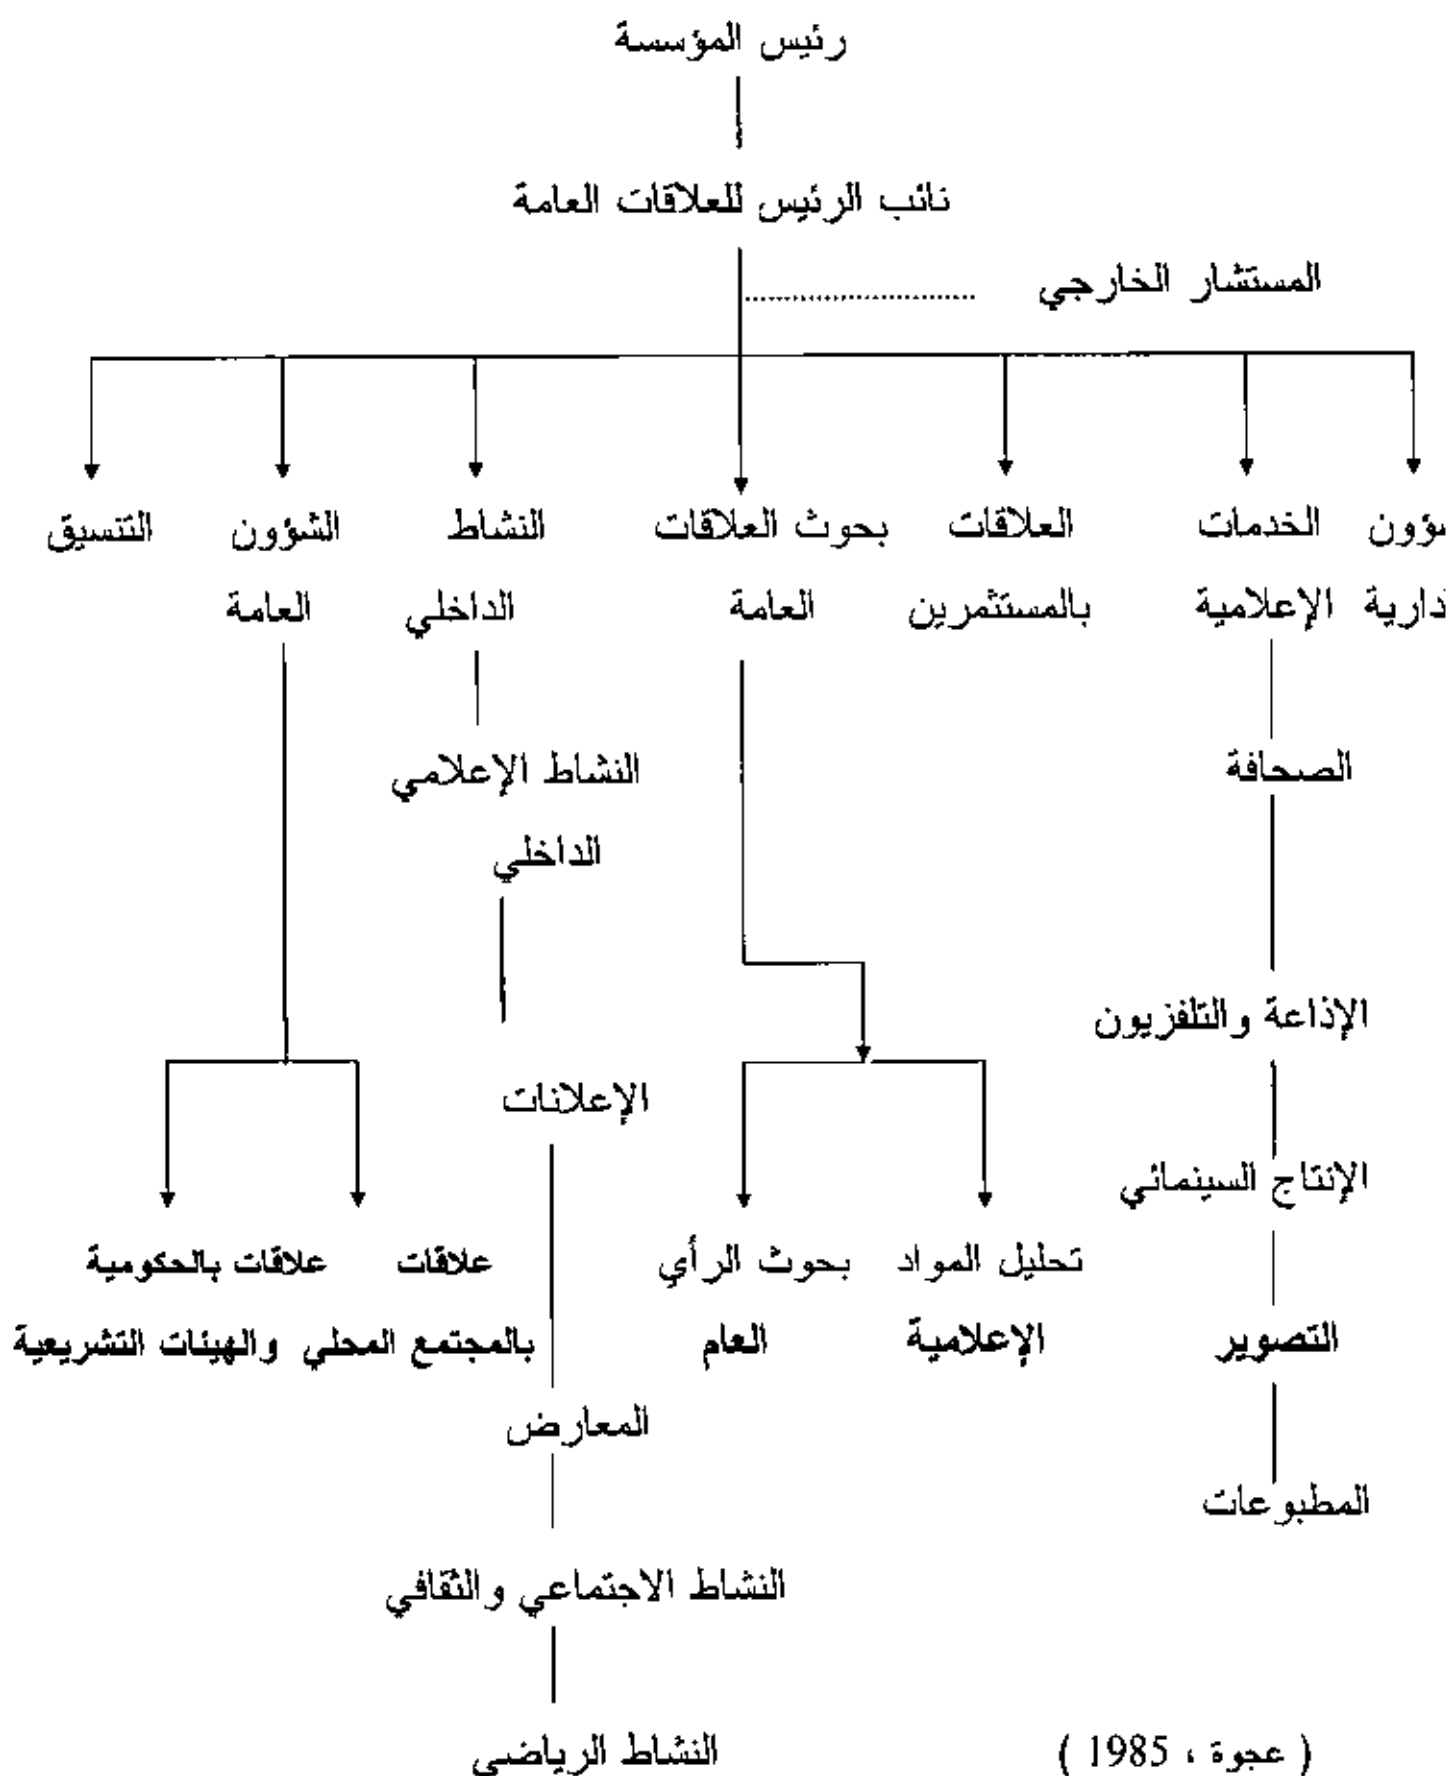 رئيس المؤسسة
نائب الرئيس للعلاقات العامة
المستشار الخارجي
الخدمات
الإعلامية
العلاقات
بالمستثمرين
بحوث العلاقات
العامة
النشاط
الداخلي
الشؤون
العامة
التنسيق
الصحافة
الإذاعة والتلفزيون
الإنتاج السينمائي
التصوير
المطبوعات
تحليل المواد
الإعلامية
بحوث الرأي
العام
النشاط الإعلامي
الداخلي
الإعلانات
المعارض
النشاط الاجتماعي والثقافي
النشاط الرياضي
علاقات
بالمجتمع المحلي
علاقات بالحكومية
والهيئات التشريعية
( عجوة ، 1985 )